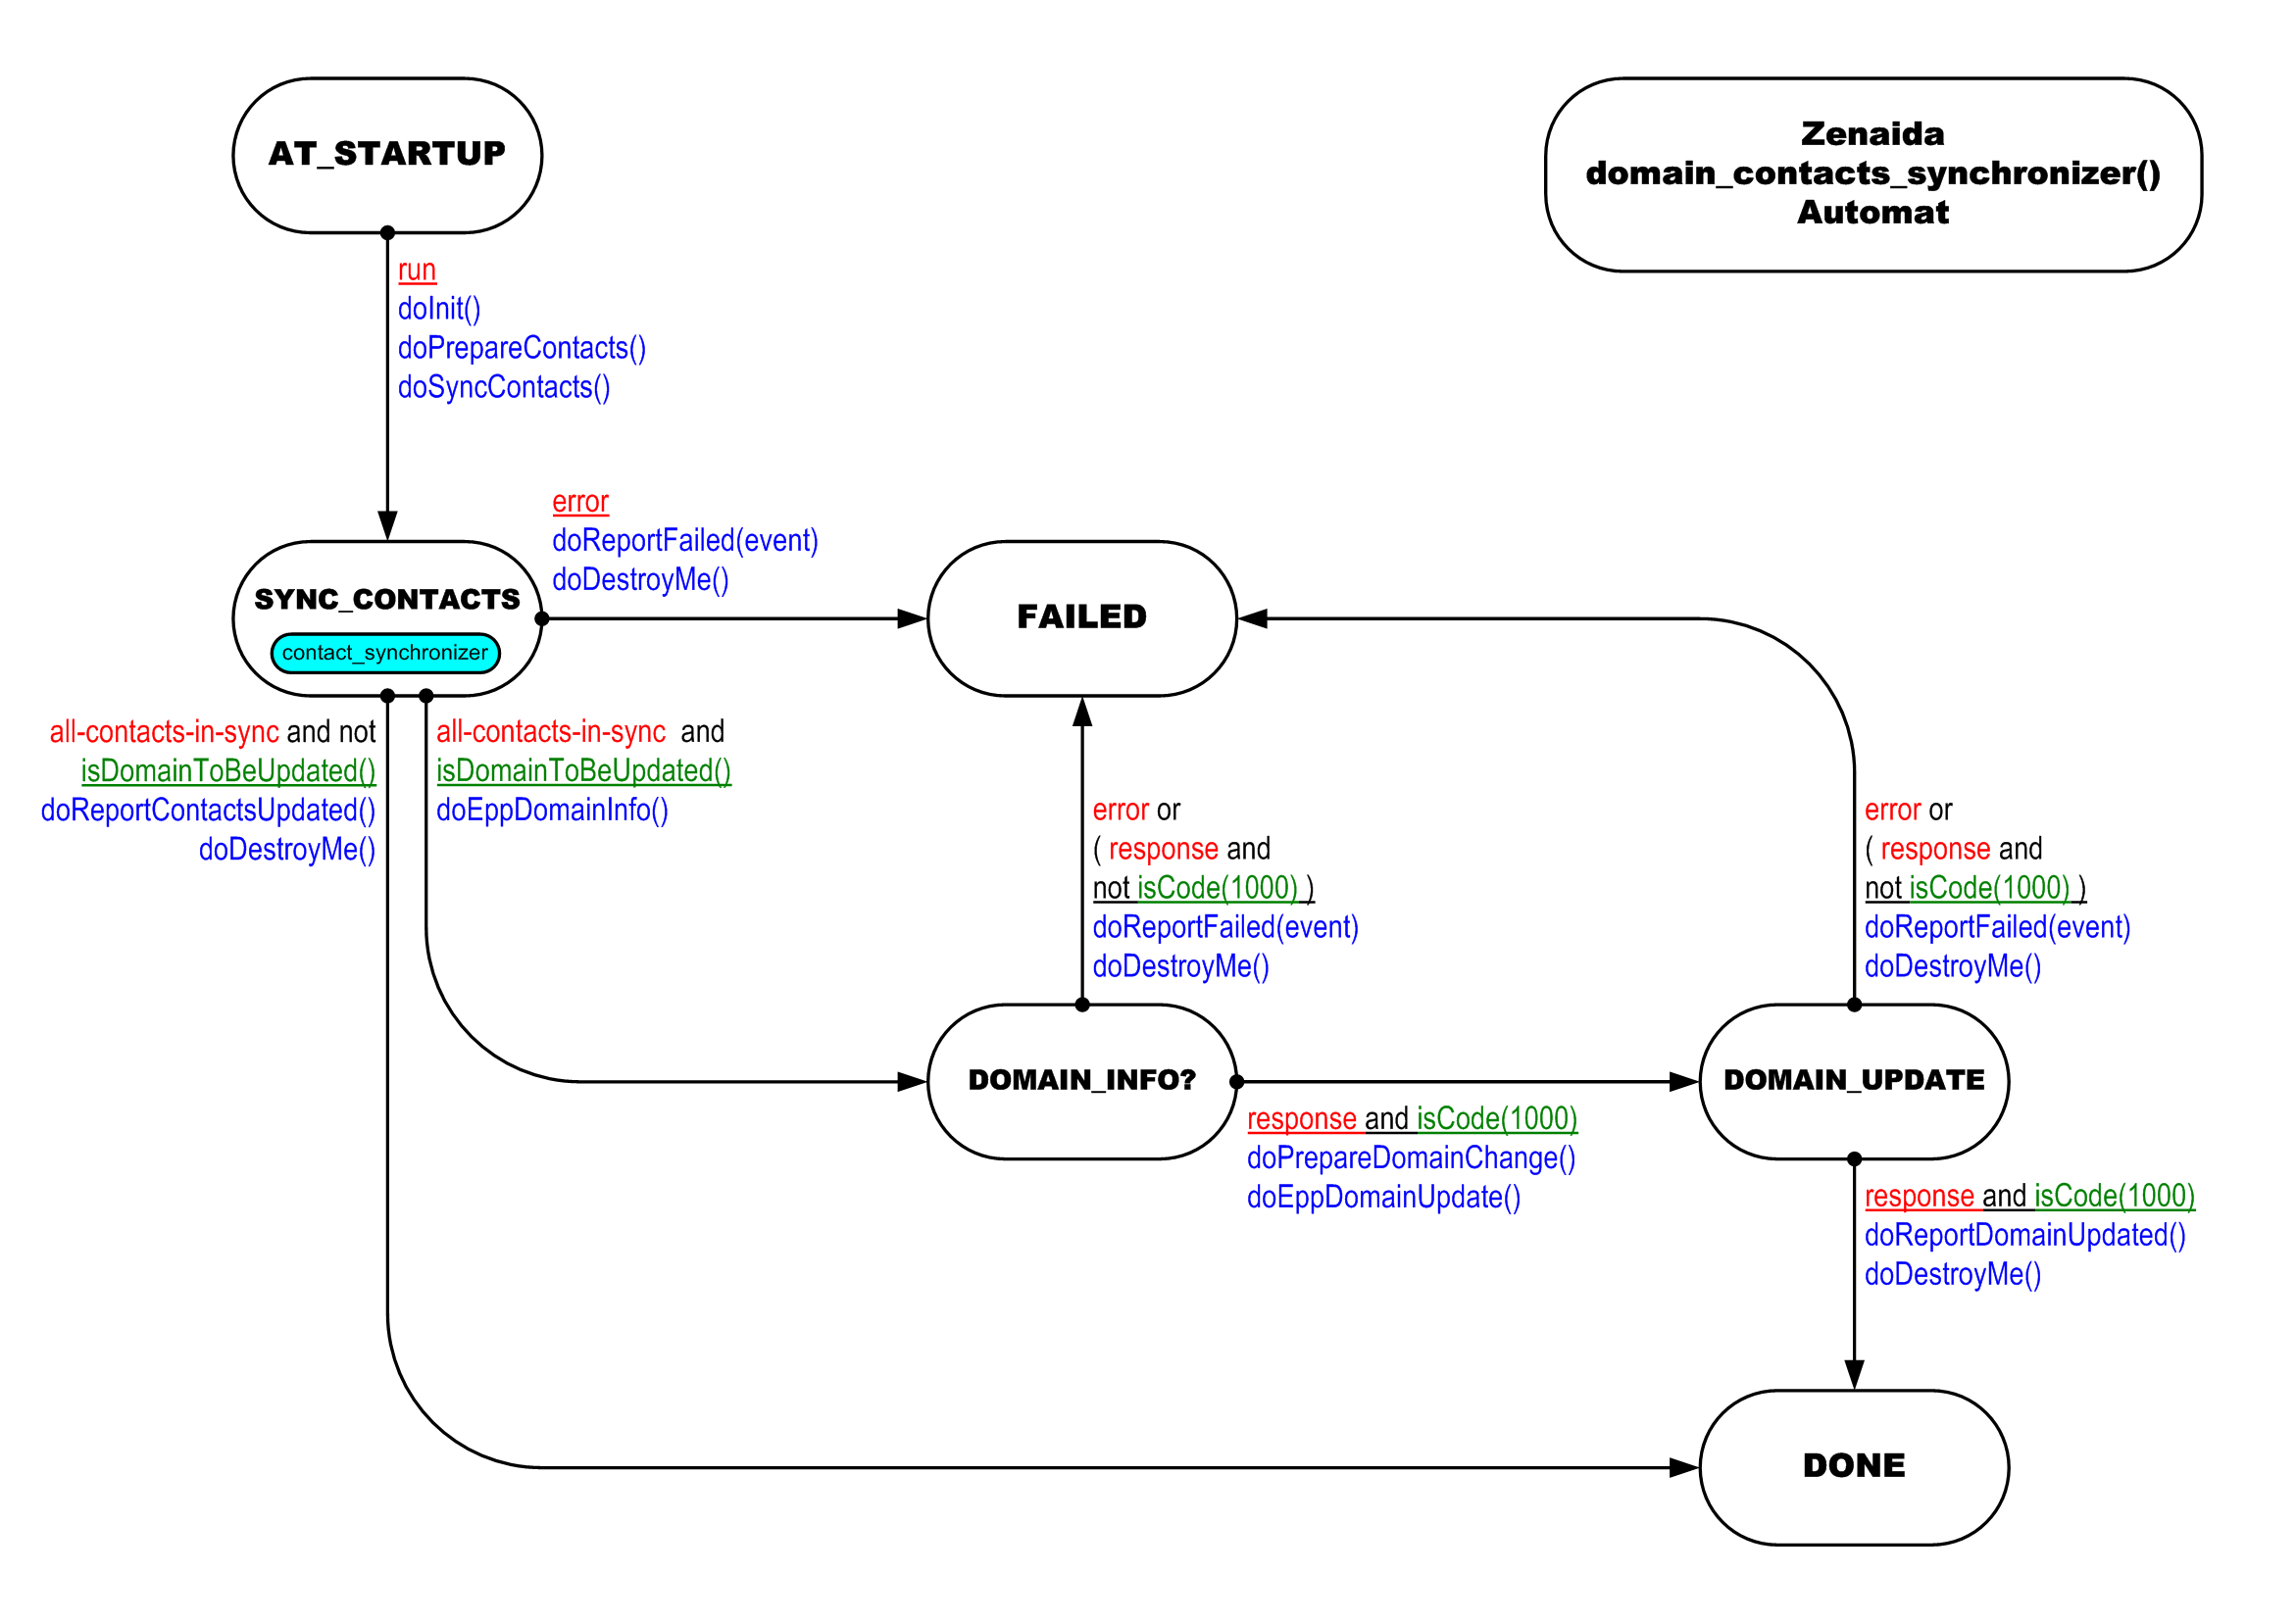 AT_STARTUP
Zenaida
domain_contacts_synchronizer()
Automat
run
doInit()
doPrepareContacts()
doSyncContacts()
error
doReportFailed(event)
doDestroyMe()
SYNC_CONTACTS
contact_synchronizer
FAILED
all-contacts-in-sync and not
isDomainToBeUpdated()
doReportContactsUpdated()
doDestroyMe()
all-contacts-in-sync and
isDomainToBeUpdated()
doEppDomainInfo()
error or
( response and
not isCode(1000) )
doReportFailed(event)
doDestroyMe()
error or
( response and
not isCode(1000) )
doReportFailed(event)
doDestroyMe()
DOMAIN_INFO?
DOMAIN_UPDATE
response and isCode(1000)
doPrepareDomainChange()
doEppDomainUpdate()
response and isCode(1000)
doReportDomainUpdated()
doDestroyMe()
DONE